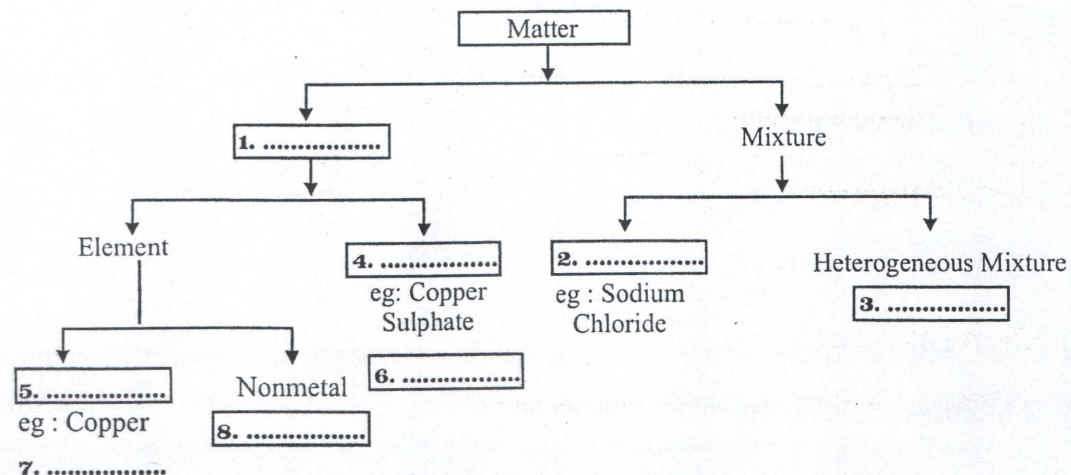 Matter
1. ..................
Mixture
Element
4. ..................
eg: Copper
Sulphate
2. ..................
eg : Sodium
Chloride
Heterogeneous Mixture
3. ..................
5. ..................
eg : Copper
7. ..................
Nonmetal
8. ..................
6. ..................